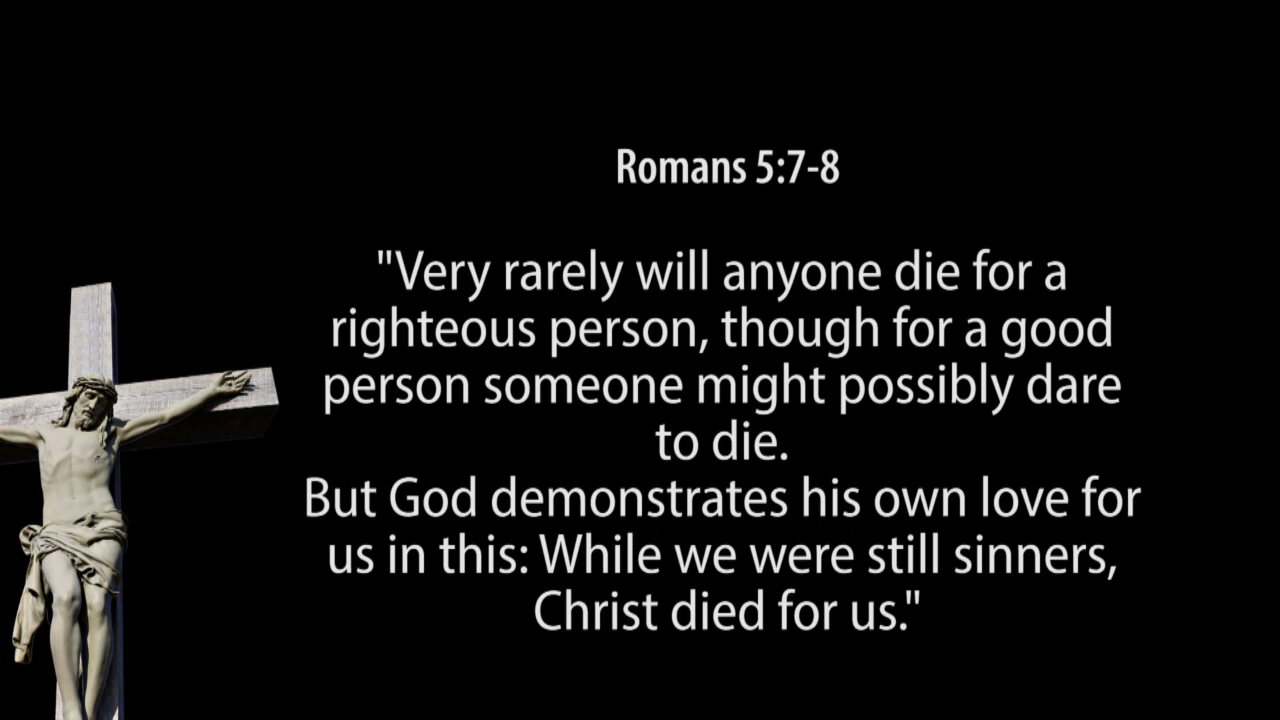 Romans 5:7-8
"Very rarely will anyone die for a
righteous person, though for a good
person someone might possibly dare
to die.
But God demonstrates his own love for
us in this: While we were still sinners,
Christ died for us."